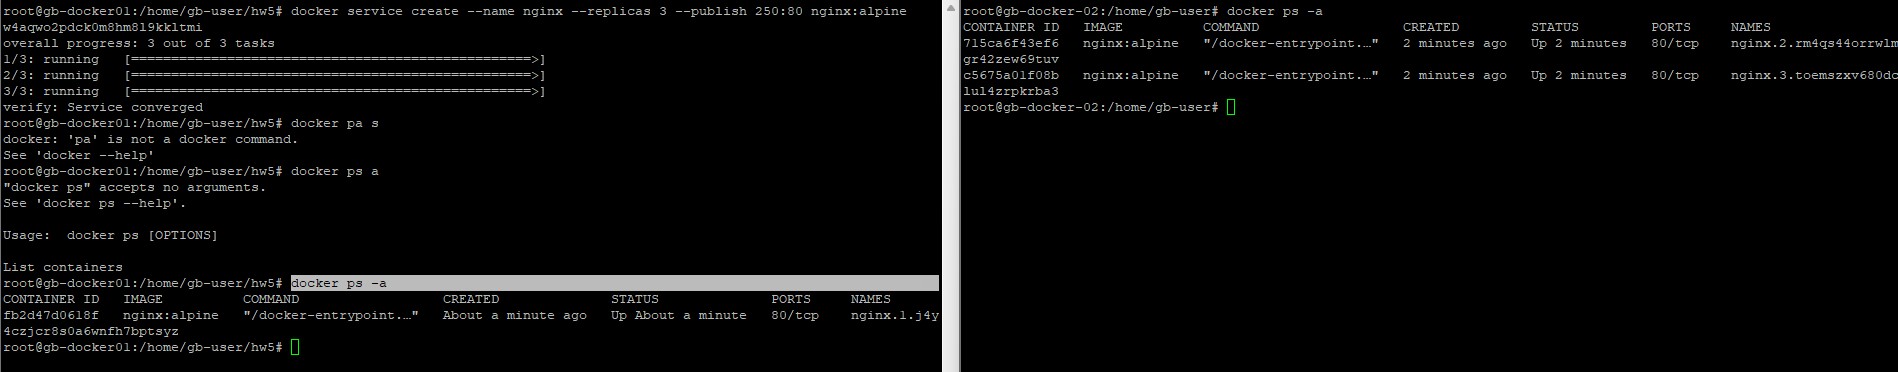 root@gb-docker01:/home/gb-user/hw5# docker service create --name nginx --replicas 3 --publish 250:80 nginx:alpine
w4aqwo2pdck0m8hm8l9kkltmi
overall progress: 3 out of 3 tasks
1/3: running   [==================================================>]
2/3: running   [==================================================>]
3/3: running   [==================================================>]
verify: Service converged
root@gb-docker01:/home/gb-user/hw5# docker pa s
docker: 'pa' is not a docker command.
See 'docker --help'
root@gb-docker01:/home/gb-user/hw5# docker ps a
"docker ps" accepts no arguments.
See 'docker ps --help'.
Usage:  docker ps [OPTIONS]
List containers
root@gb-docker01:/home/gb-user/hw5# docker ps -a
CONTAINER ID   IMAGE          COMMAND                  CREATED              STATUS              PORTS     NAMES
fb2d47d0618f   nginx:alpine   "/docker-entrypoint.…"   About a minute ago   Up About a minute   80/tcp    nginx.1.j4y
4czjcr8s0a6wnfh7bptsyz
root@gb-docker01:/home/gb-user/hw5#
root@gb-docker-02:/home/gb-user# docker ps -a
CONTAINER ID   IMAGE          COMMAND                  CREATED         STATUS         PORTS     NAMES
715ca6f43ef6   nginx:alpine   "/docker-entrypoint.…"   2 minutes ago   Up 2 minutes   80/tcp    nginx.2.rm4qs44orrwlm
gr42zew69tuv
c5675a01f08b   nginx:alpine   "/docker-entrypoint.…"   2 minutes ago   Up 2 minutes   80/tcp    nginx.3.toemszxv680dc
lul4zrpkrba3
root@gb-docker-02:/home/gb-user#